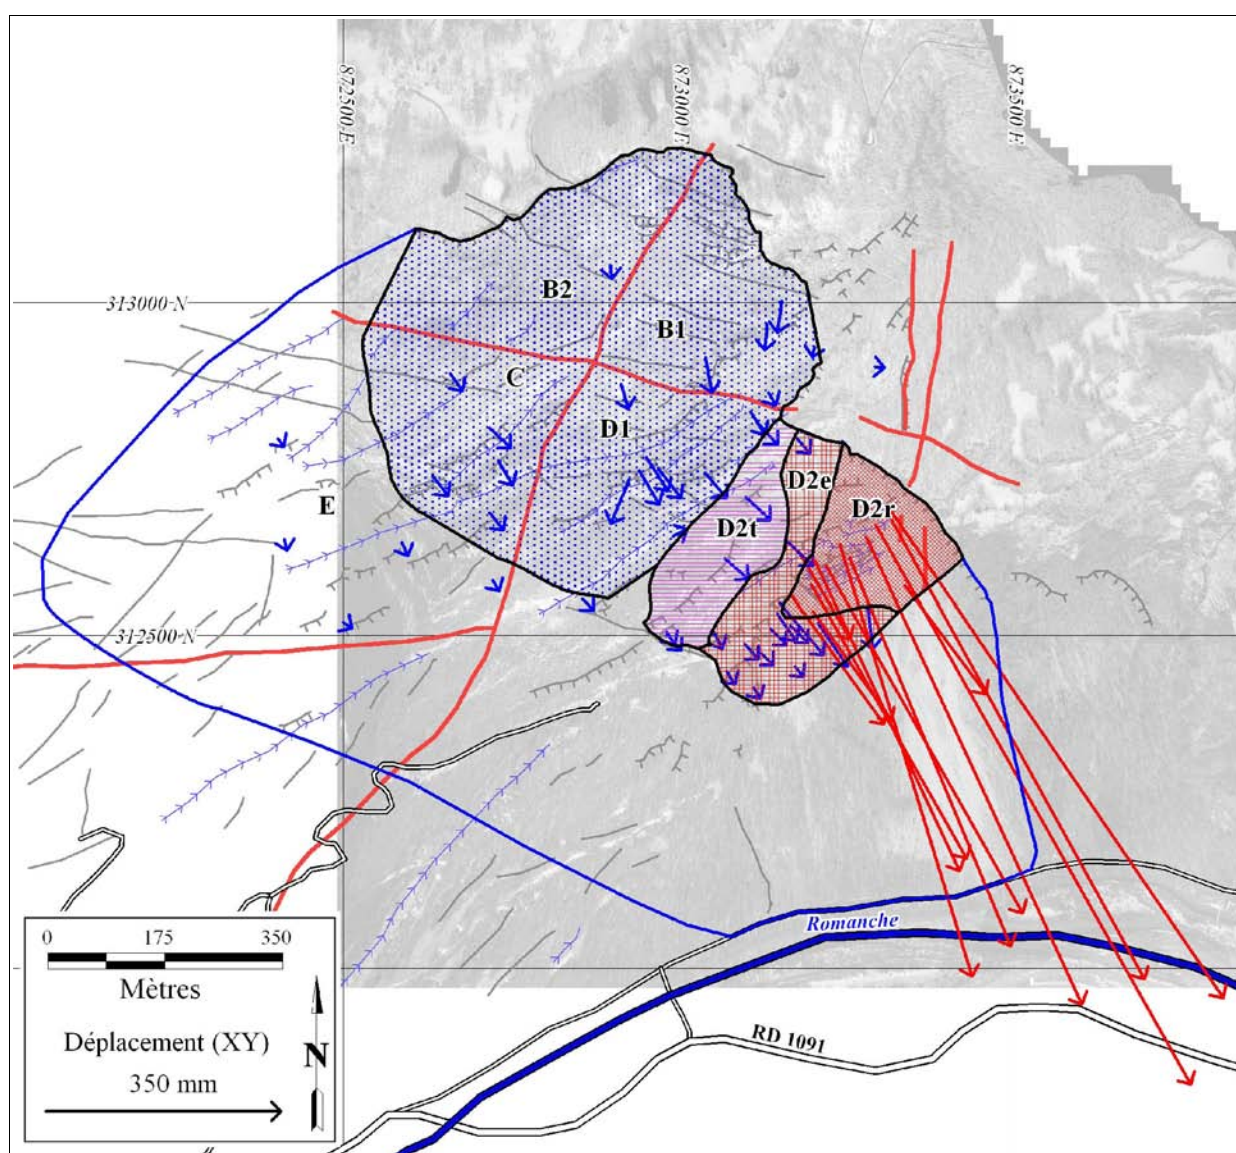 872500 E
873000 E
873500 E
313000 N
B2
B1
C
D1
E
D2e
D2r
D2t
312500 N
Romanche
RD 1091
0 175 350
Mètres
Déplacement (XY)
350 mm
N